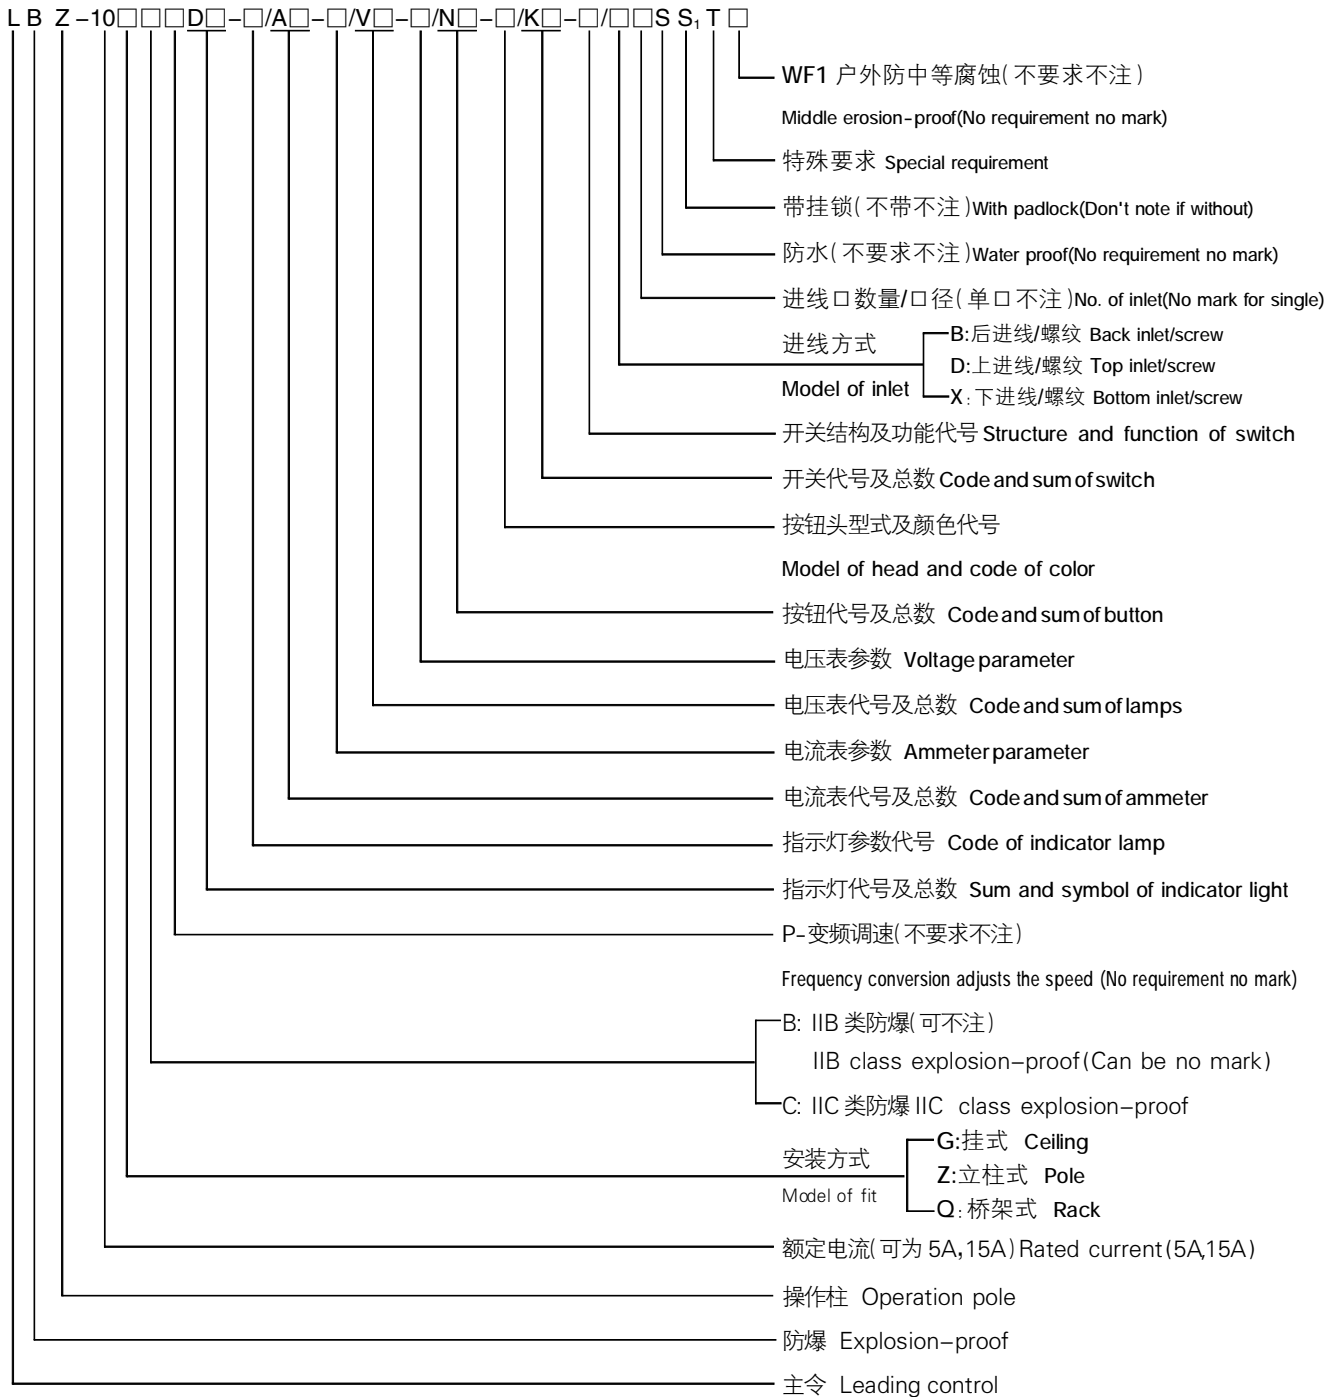 LBZ-10□□□D□-□/A□-□/V□-□/N□-□/K□-□/□□SS₁T□
WF1 户外防中等腐蚀(不要求不注)
Middle erosion-proof(No requirement no mark)
特殊要求 Special requirement
带挂锁(不带不注)With padlock(Don't note if without)
防水(不要求不注)Water proof(No requirement no mark)
进线口数量/口径(单口不注)No. of inlet(No mark for single)
进线方式
Model of inlet
B:后进线/螺纹 Back inlet/screw
D:上进线/螺纹 Top inlet/screw
X:下进线/螺纹 Bottom inlet/screw
开关结构及功能代号 Structure and function of switch
开关代号及总数 Code and sum of switch
按钮头型式及颜色代号
Model of head and code of color
按钮代号及总数 Code and sum of button
电压表参数 Voltage parameter
电压表代号及总数 Code and sum of lamps
电流表参数 Ammeter parameter
电流表代号及总数 Code and sum of ammeter
指示灯参数代号 Code of indicator lamp
指示灯代号及总数 Sum and symbol of indicator light
P-变频调速(不要求不注)
Frequency conversion adjusts the speed (No requirement no mark)
B: IIB 类防爆(可不注)
IIB class explosion-proof(Can be no mark)
C: IIC 类防爆 IIC class explosion-proof
安装方式
Model of fit
G:挂式 Ceiling
Z:立柱式 Pole
Q:桥架式 Rack
额定电流(可为 5A,15A)Rated current(5A,15A)
操作柱 Operation pole
防爆 Explosion-proof
主令 Leading control